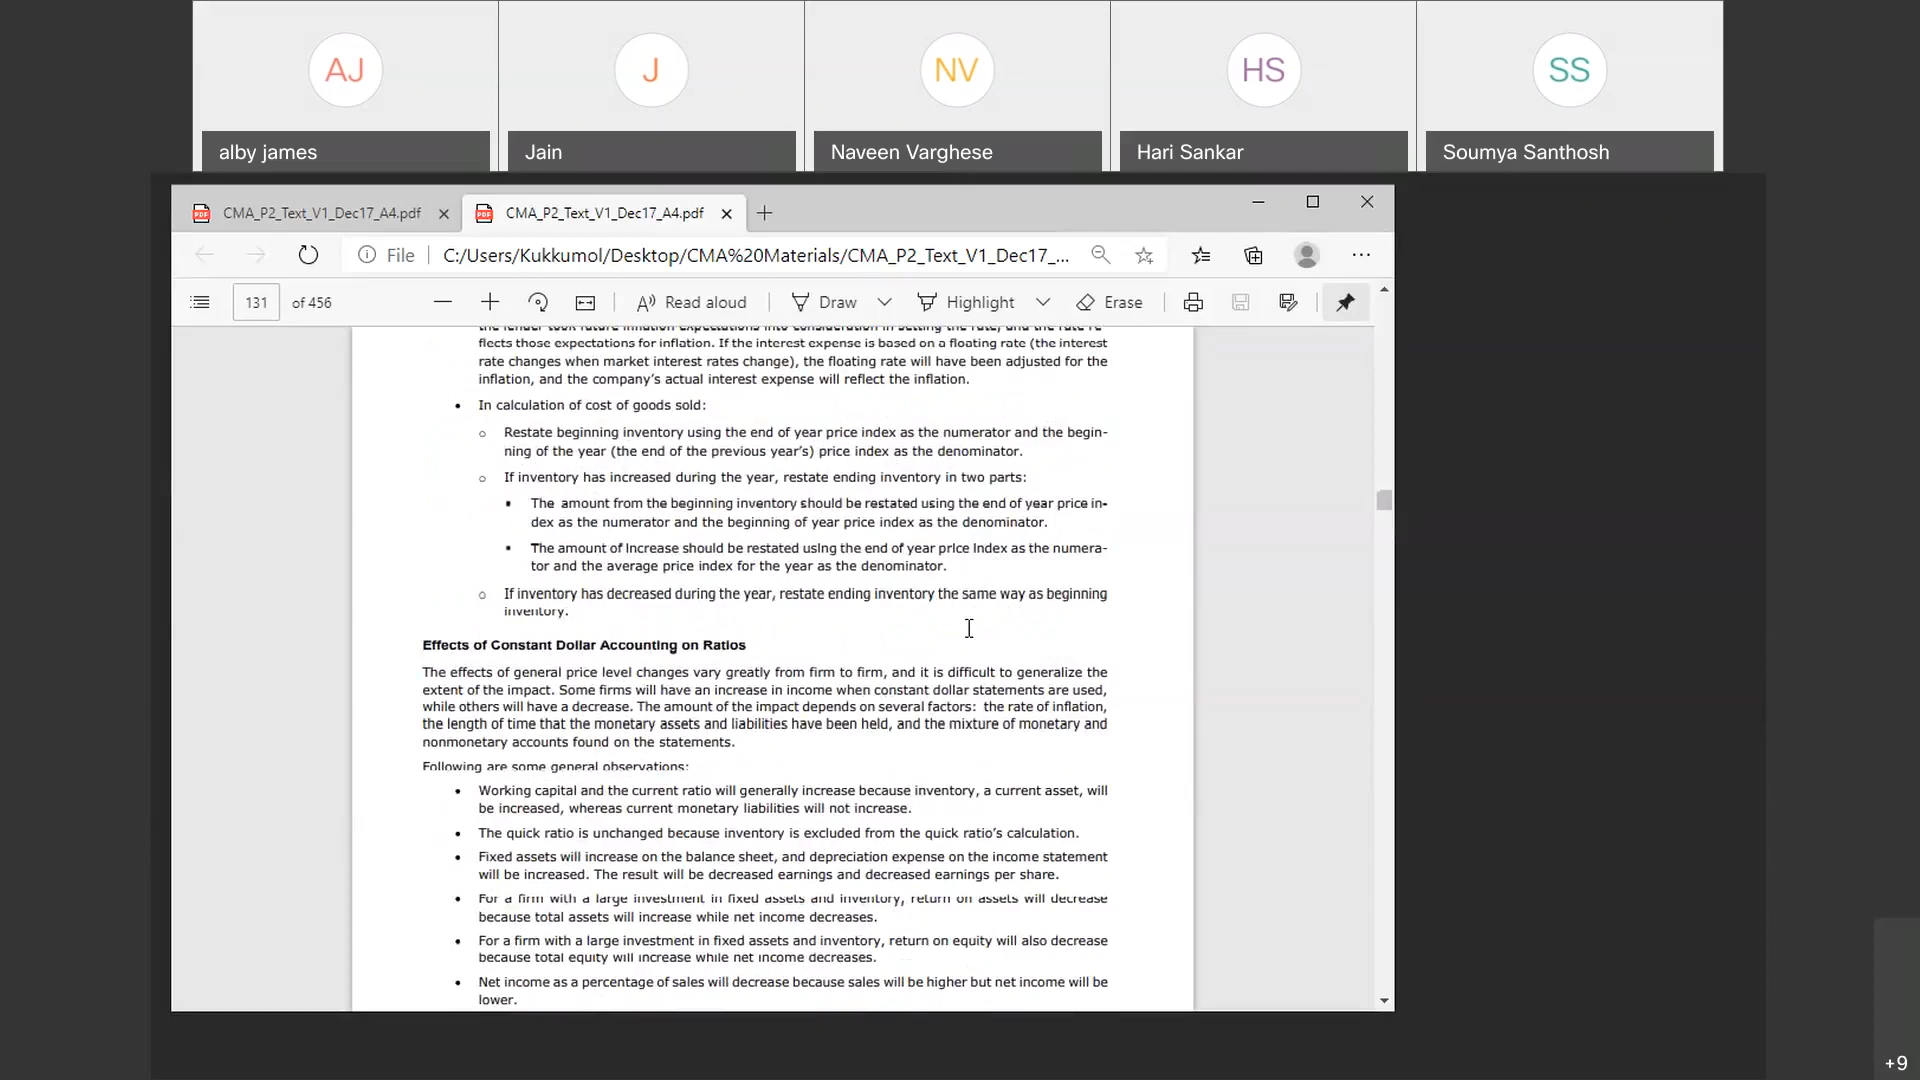 AJ
J
NV
HS
SS
alby james
Jain
Naveen Varghese
Hari Sankar
Soumya Santhosh
CMA_P2_Text_V1_Dec17_A4.pdf
CMA_P2_Text_V1_Dec17_A4.pdf
File
C:/Users/Kukkumol/Desktop/CMA%20Materials/CMA_P2_Text_V1_Dec17_...
131 of 456
Read aloud
Draw
Highlight
Erase
the lender took future inflation expectations into consideration in setting the rate, and the rate re-
flects those expectations for inflation. If the interest expense is based on a floating rate (the interest
rate changes when market interest rates change), the floating rate will have been adjusted for the
inflation, and the company's actual interest expense will reflect the inflation.
• In calculation of cost of goods sold:
o Restate beginning inventory using the end of year price index as the numerator and the begin-
ning of the year (the end of the previous year's) price index as the denominator.
o If inventory has increased during the year, restate ending inventory in two parts:
▪ The amount from the beginning inventory should be restated using the end of year price in-
dex as the numerator and the beginning of year price index as the denominator.
▪ The amount of increase should be restated using the end of year price index as the numera-
tor and the average price index for the year as the denominator.
o If inventory has decreased during the year, restate ending inventory the same way as beginning
inventory.
Effects of Constant Dollar Accounting on Ratios
The effects of general price level changes vary greatly from firm to firm, and it is difficult to generalize the
extent of the impact. Some firms will have an increase in income when constant dollar statements are used,
while others will have a decrease. The amount of the impact depends on several factors: the rate of inflation,
the length of time that the monetary assets and liabilities have been held, and the mixture of monetary and
nonmonetary accounts found on the statements.
Following are some general observations:
• Working capital and the current ratio will generally increase because inventory, a current asset, will
be increased, whereas current monetary liabilities will not increase.
• The quick ratio is unchanged because inventory is excluded from the quick ratio's calculation.
• Fixed assets will increase on the balance sheet, and depreciation expense on the income statement
will be increased. The result will be decreased earnings and decreased earnings per share.
• For a firm with a large investment in fixed assets and inventory, return on assets will decrease
because total assets will increase while net income decreases.
• For a firm with a large investment in fixed assets and inventory, return on equity will also decrease
because total equity will increase while net income decreases.
• Net income as a percentage of sales will decrease because sales will be higher but net income will be
lower.
+9